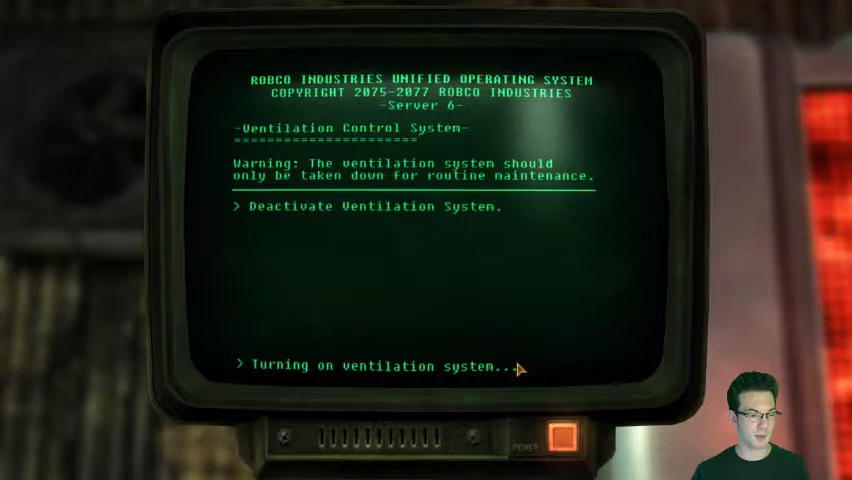 ROBCO INDUSTRIES UNIFIED OPERATING SYSTEM
COPYRIGHT 2075-2077 ROBCO INDUSTRIES
-Server 6-
-Ventilation Control System-
======================
Warning: The ventilation system should
only be taken down for routine maintenance.
> Deactivate Ventilation System.
> Turning on ventilation system...
POWER